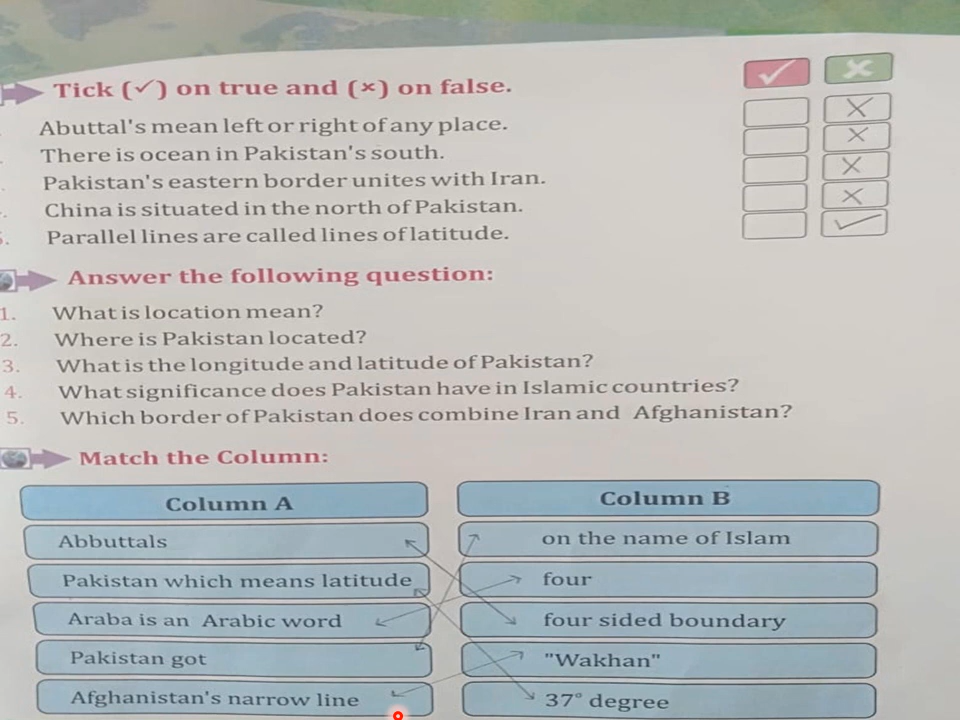 Tick (✓) on true and (×) on false. ✓ ×
Abuttal's mean left or right of any place. ×
There is ocean in Pakistan's south. ×
Pakistan's eastern border unites with Iran. ×
China is situated in the north of Pakistan. ×
Parallel lines are called lines of latitude. ✓
Answer the following question:
1. What is location mean?
2. Where is Pakistan located?
3. What is the longitude and latitude of Pakistan?
4. What significance does Pakistan have in Islamic countries?
5. Which border of Pakistan does combine Iran and Afghanistan?
Match the Column:
Column A Column B
Abbuttals on the name of Islam
Pakistan which means latitude four
Araba is an Arabic word four sided boundary
Pakistan got "Wakhan"
Afghanistan's narrow line 37° degree